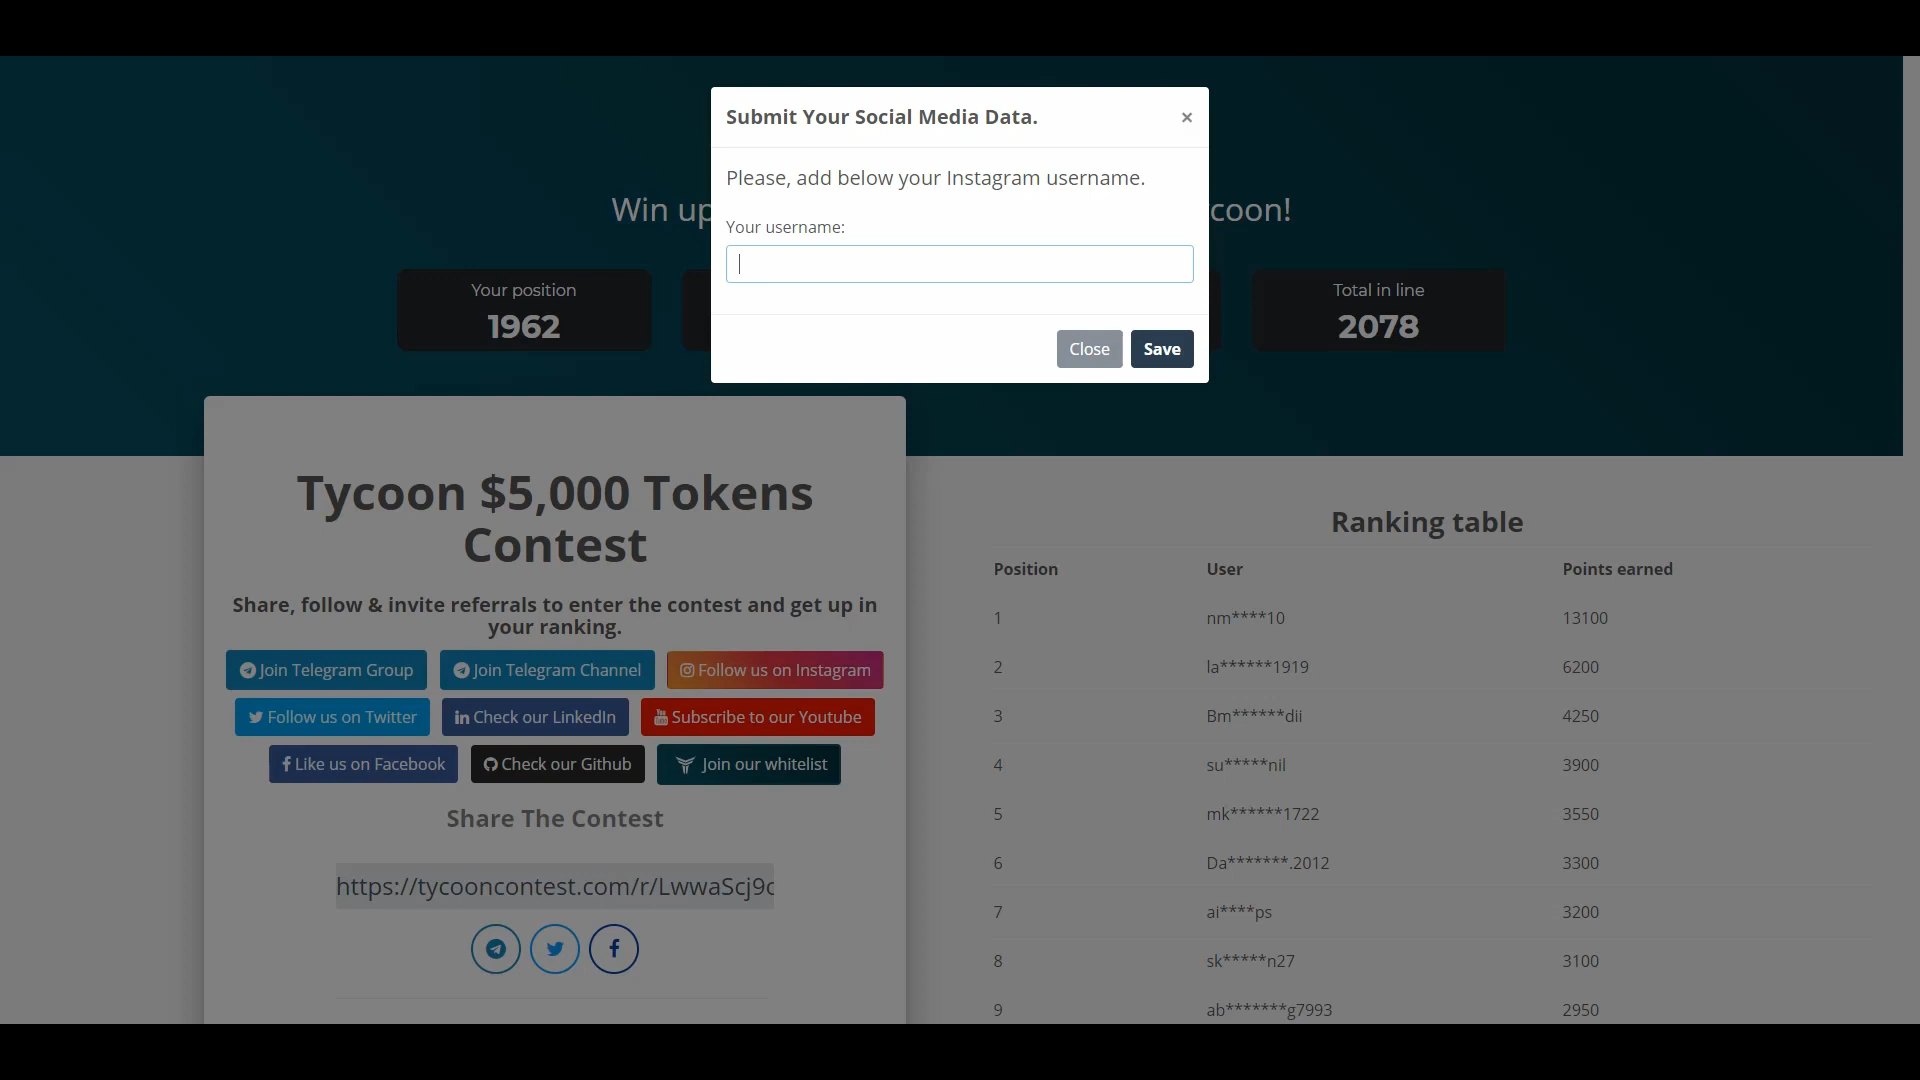 Submit Your Social Media Data.
×
Please, add below your Instagram username.
Your username:
Close
Save
Win up
coon!
Your position
1962
Total in line
2078
Tycoon $5,000 Tokens
Contest
Share, follow & invite referrals to enter the contest and get up in
your ranking.
Join Telegram Group
Join Telegram Channel
Follow us on Instagram
Follow us on Twitter
Check our LinkedIn
Subscribe to our Youtube
Like us on Facebook
Check our Github
Join our whitelist
Share The Contest
https://tycooncontest.com/r/LwwaScj9c
Ranking table
Position User Points earned
1 nm****10 13100
2 la******1919 6200
3 Bm******dii 4250
4 su*****nil 3900
5 mk******1722 3550
6 Da*******.2012 3300
7 ai****ps 3200
8 sk*****n27 3100
9 ab*******g7993 2950